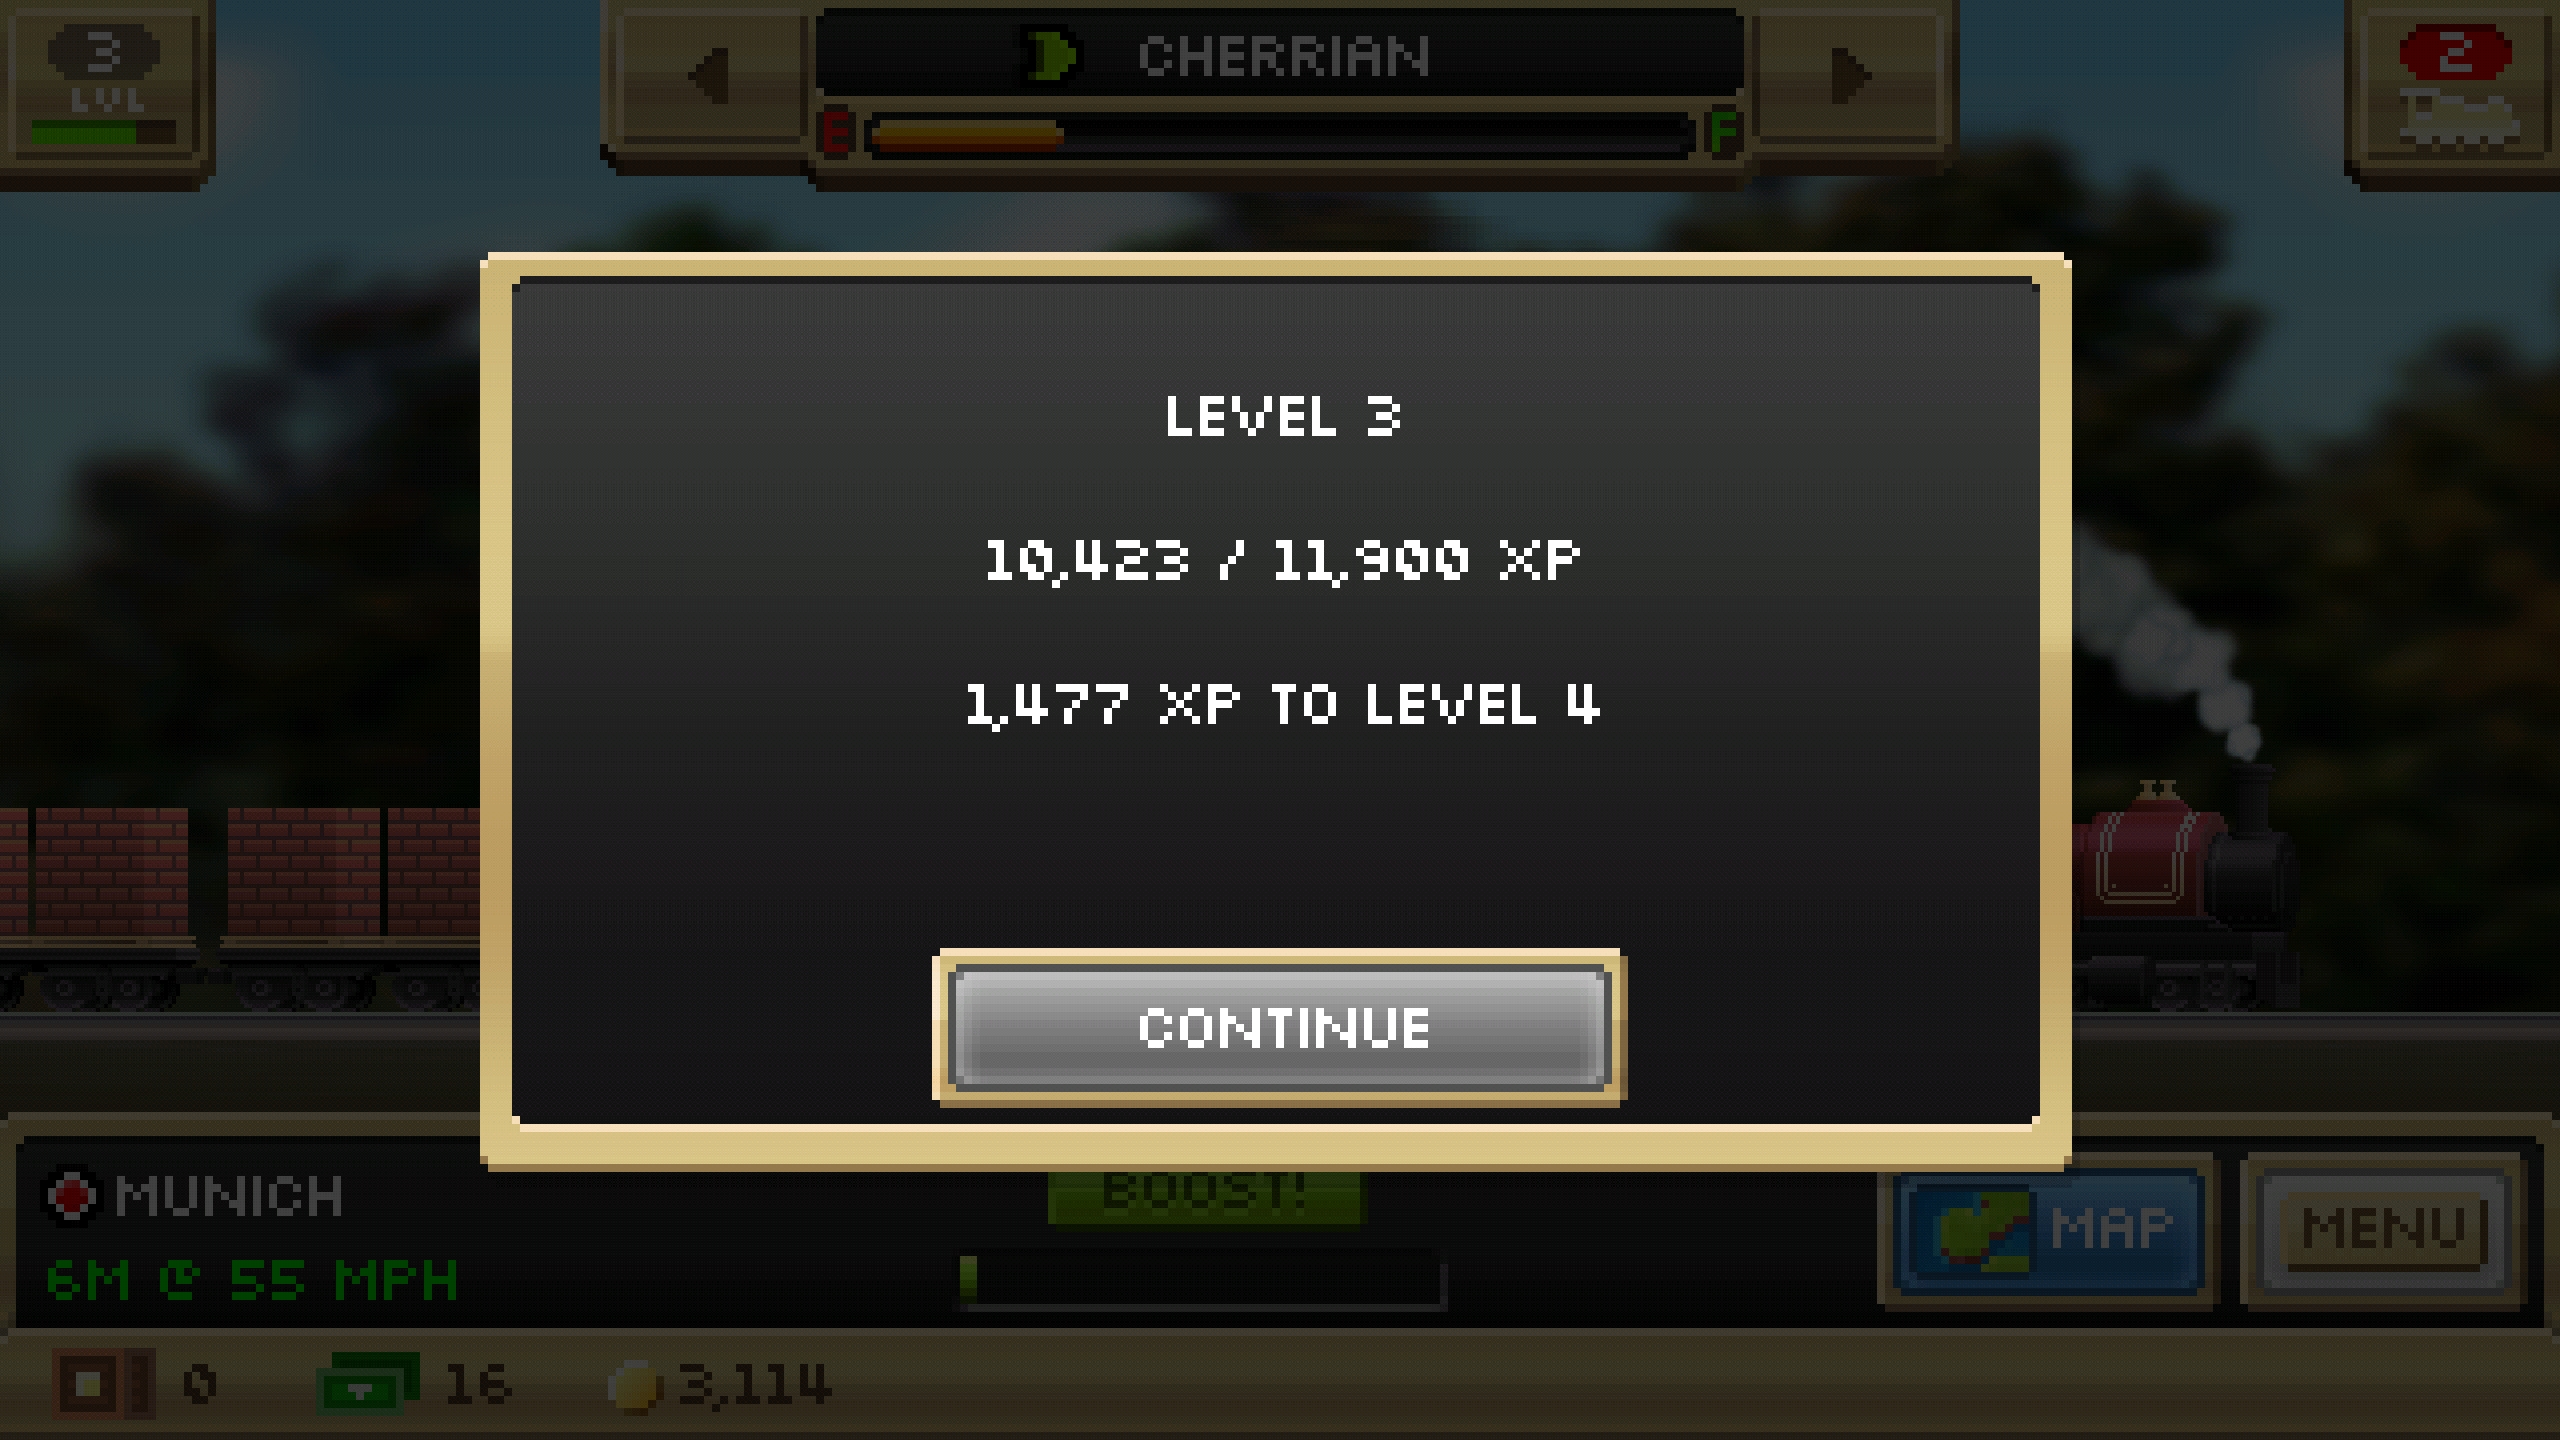 3
LVL
CHERRIAN
E
F
2
LEVEL 3
10,423 / 11,900 XP
1,477 XP TO LEVEL 4
CONTINUE
MUNICH
6M @ 55 MPH
BOOST!
MAP
MENU
0
16
3,114